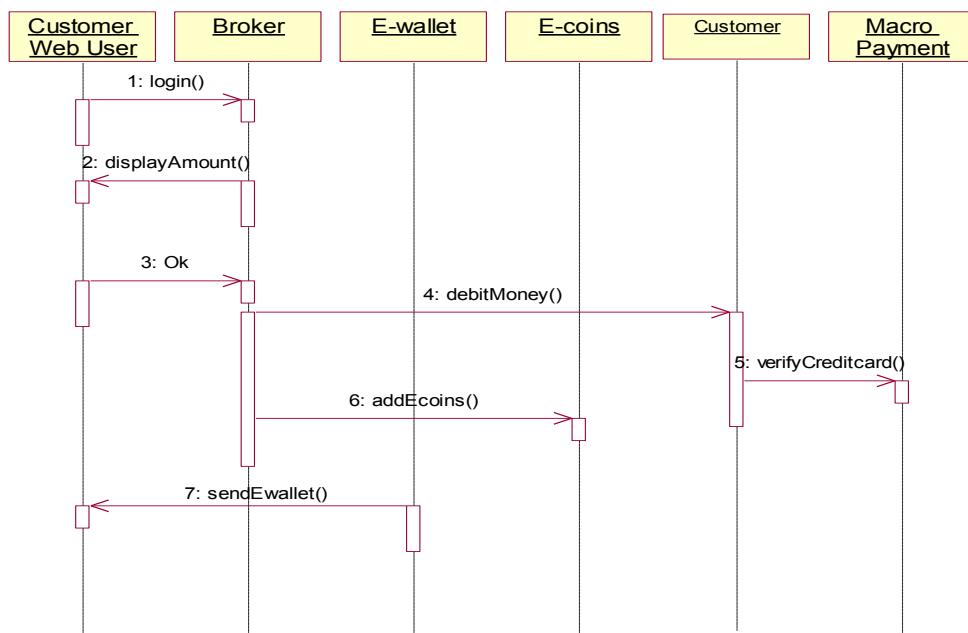 Customer
Web User
Broker
E-wallet
E-coins
Customer
Macro
Payment
1: login()
2: displayAmount()
3: Ok
4: debitMoney()
5: verifyCreditcard()
6: addEcoins()
7: sendEwallet()